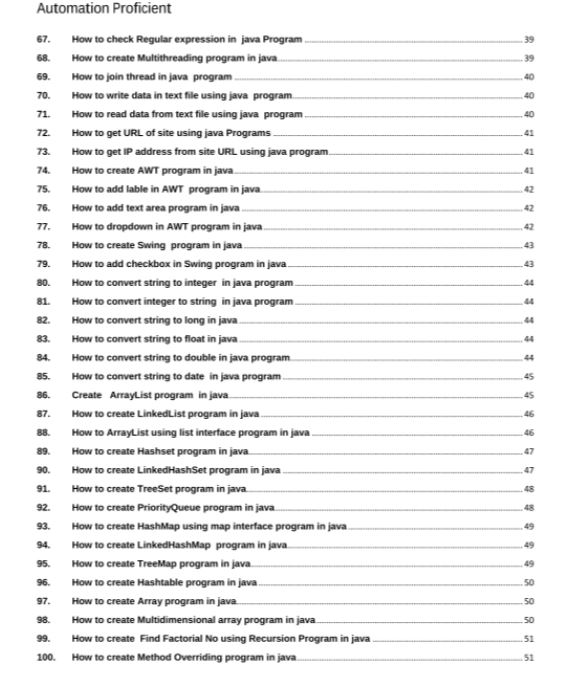 Automation Proficient
67. How to check Regular expression in java Program 39
68. How to create Multithreading program in java 39
69. How to join thread in java program 40
70. How to write data in text file using java program 40
71. How to read data from text file using java program 40
72. How to get URL of site using java Programs 41
73. How to get IP address from site URL using java program 41
74. How to create AWT program in java 41
75. How to add lable in AWT program in java 42
76. How to add text area program in java 42
77. How to dropdown in AWT program in java 42
78. How to create Swing program in java 43
79. How to add checkbox in Swing program in java 43
80. How to convert string to integer in java program 44
81. How to convert integer to string in java program 44
82. How to convert string to long in java 44
83. How to convert string to float in java 44
84. How to convert string to double in java program 44
85. How to convert string to date in java program 45
86. Create ArrayList program in java 45
87. How to create LinkedList program in java 46
88. How to ArrayList using list interface program in java 46
89. How to create Hashset program in java 47
90. How to create LinkedHashSet program in java 47
91. How to create TreeSet program in java 48
92. How to create PriorityQueue program in java 48
93. How to create HashMap using map interface program in java 49
94. How to create LinkedHashMap program in java 49
95. How to create TreeMap program in java 49
96. How to create Hashtable program in java 50
97. How to create Array program in java 50
98. How to create Multidimensional array program in java 50
99. How to create Find Factorial No using Recursion Program in java 51
100. How to create Method Overriding program in java 51